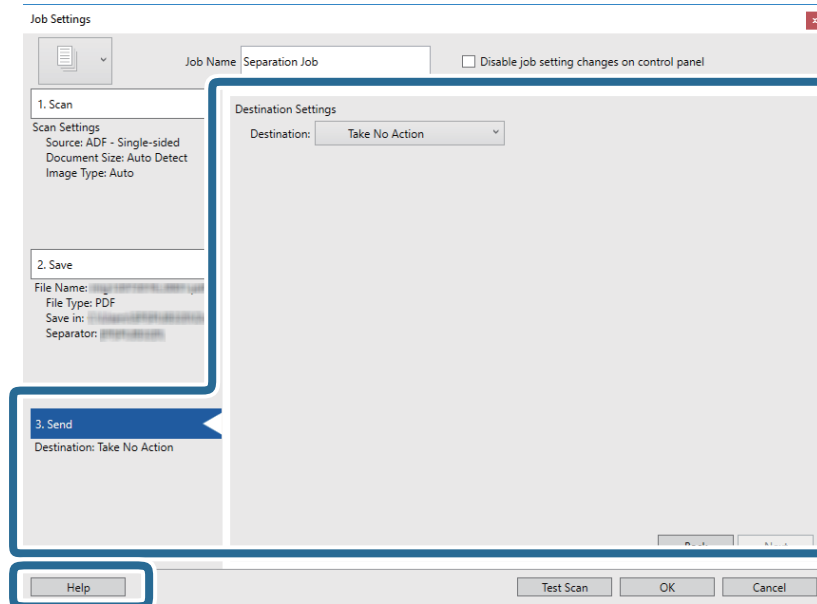 Job Settings
Job Name Separation Job Disable job setting changes on control panel
1. Scan
Scan Settings
Source: ADF - Single-sided
Document Size: Auto Detect
Image Type: Auto
2. Save
File Name:
File Type: PDF
Save in:
Separator:
3. Send
Destination: Take No Action
Destination Settings
Destination: Take No Action
Help Test Scan OK Cancel